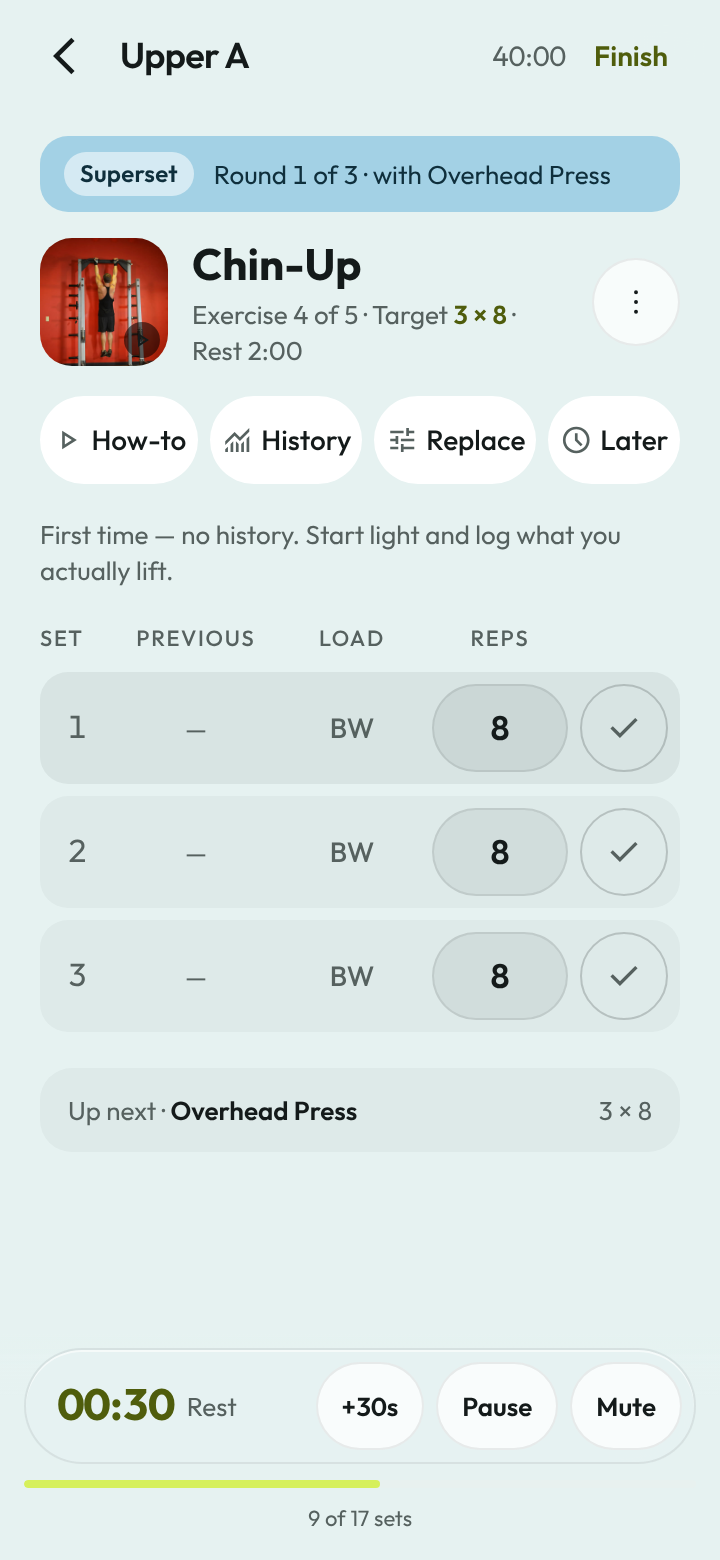 Upper A 40:00 Finish
Superset Round 1 of 3 · with Overhead Press
Chin-Up
Exercise 4 of 5 · Target 3 × 8 ·
Rest 2:00
How-to History Replace Later
First time — no history. Start light and log what you
actually lift.
SET PREVIOUS LOAD REPS
1 — BW 8
2 — BW 8
3 — BW 8
Up next · Overhead Press 3 × 8
00:30 Rest +30s Pause Mute
9 of 17 sets